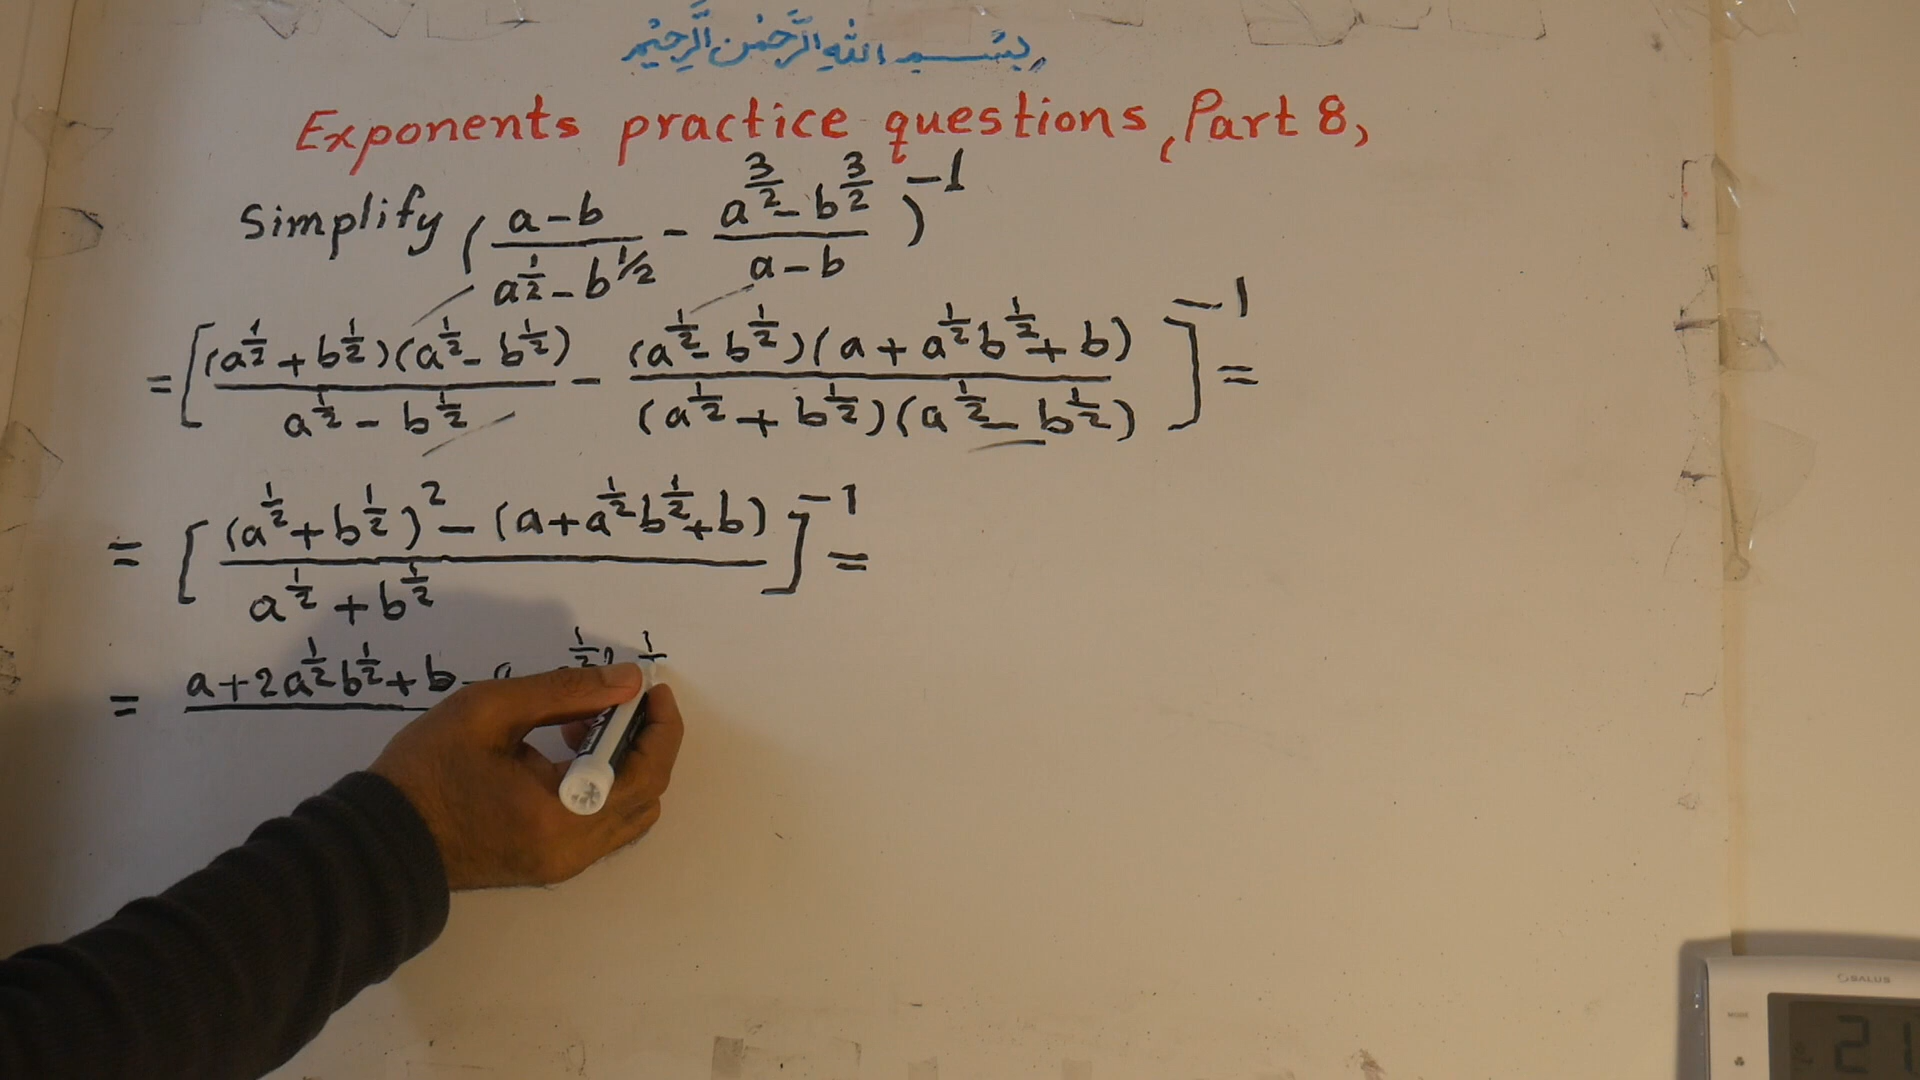 بِسْمِ اللهِ الرَّحْمٰنِ الرَّحِيْمِ
Exponents practice questions, Part 8,
Simplify ( (a-b)/(a^(1/2) - b^(1/2)) - (a^(3/2) - b^(3/2))/(a-b) )^-1
= [ (a^(1/2) + b^(1/2))(a^(1/2) - b^(1/2))/(a^(1/2) - b^(1/2)) - (a^(1/2) - b^(1/2))(a + a^(1/2) b^(1/2) + b)/((a^(1/2) + b^(1/2))(a^(1/2) - b^(1/2))) ]^-1 =
= [ ((a^(1/2) + b^(1/2))^2 - (a + a^(1/2) b^(1/2) + b))/(a^(1/2) + b^(1/2)) ]^-1 =
= a + 2a^(1/2) b^(1/2) + b - a
SALUS
21